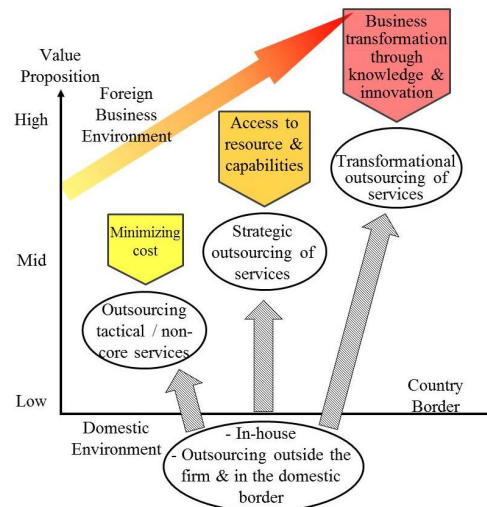 Value
Proposition
High
Mid
Low
Foreign
Business
Environment
Business
transformation
through
knowledge &
innovation
Access to
resource &
capabilities
Minimizing
cost
Transformational
outsourcing of
services
Strategic
outsourcing of
services
Outsourcing
tactical / non-
core services
Country
Border
Domestic
Environment
- In-house
- Outsourcing outside
the firm & in the domestic
border